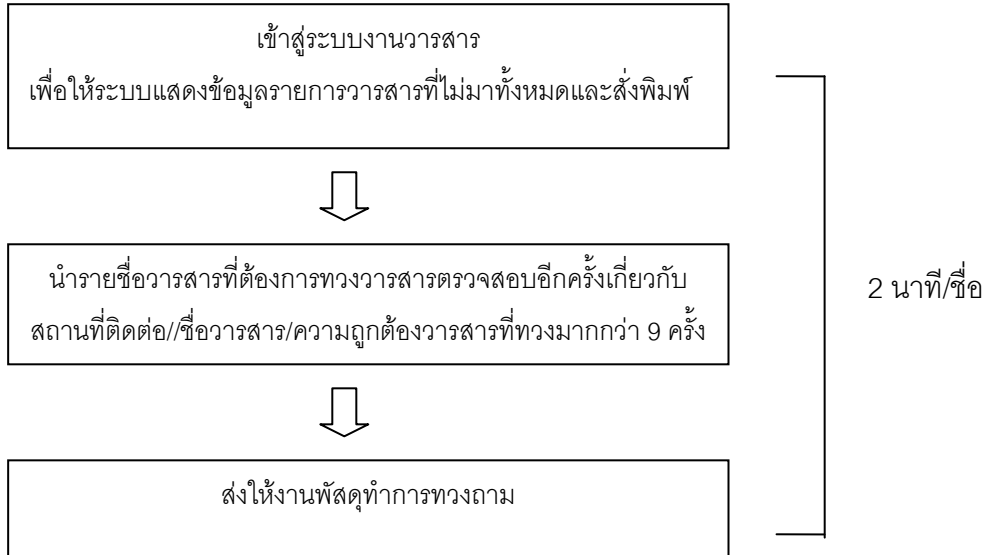 เข้าสู่ระบบงานวารสาร
เพื่อให้ระบบแสดงข้อมูลรายการวารสารที่ไม่มาทั้งหมดและสั่งพิมพ์
นำรายชื่อวารสารที่ต้องการทวงวารสารตรวจสอบอีกครั้งเกี่ยวกับ
สถานที่ติดต่อ//ชื่อวารสาร/ความถูกต้องวารสารที่ทวงมากกว่า 9 ครั้ง
2 นาที/ชื่อ
ส่งให้งานพัสดุทำการทวงถาม